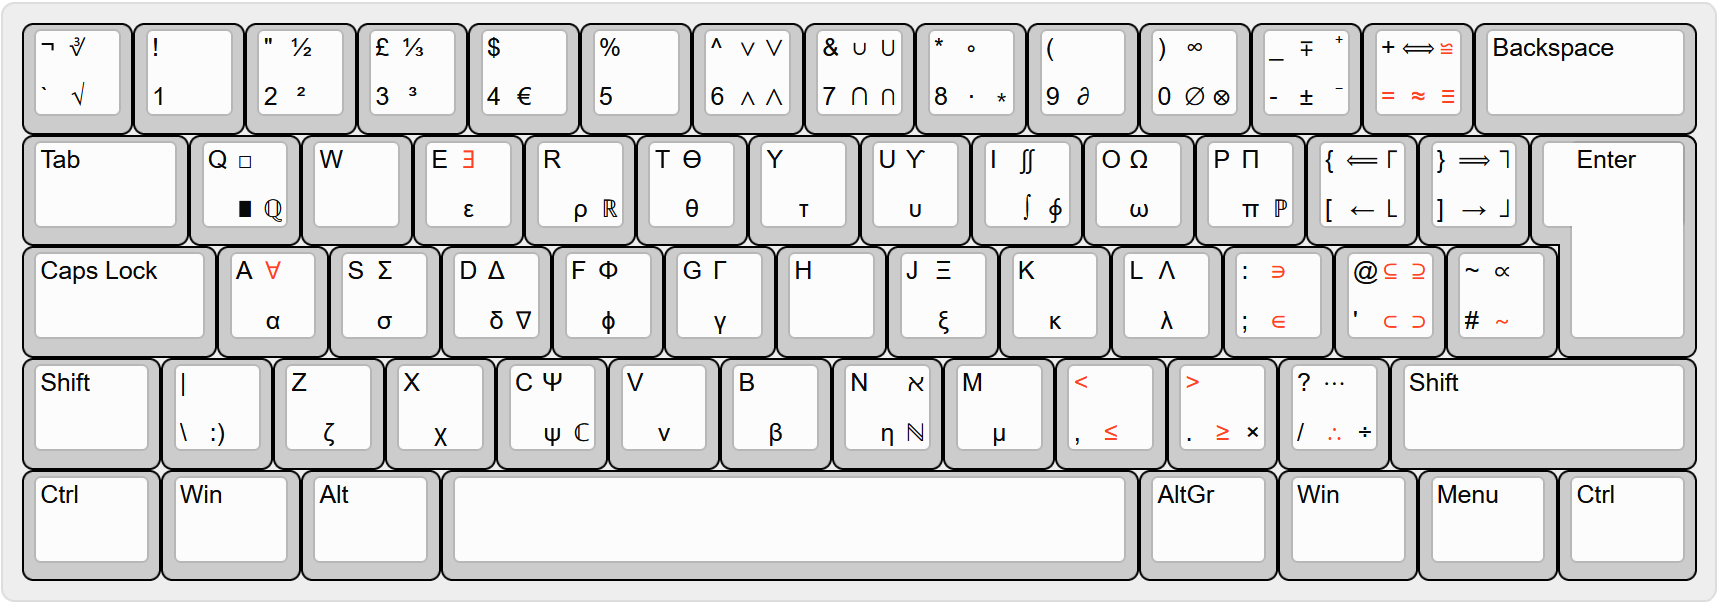 ¬ ∛ ! " ½ £ ⅓ $ % ^ ∨ ⋁ & ∪ ⋃ * ∘ ( ) ∞ _ ∓ ⁺ + ⟺ ≌ Backspace
` √ 1 2 ² 3 ³ 4 € 5 6 ∧ ⋀ 7 ⋂ ∩ 8 · ⋆ 9 ∂ 0 ∅ ⊗ - ± ⁻ = ≈ ≡
Tab Q □ W E ∃ R T Θ Y U ϒ I ∬ O Ω P Π { ⟸ ⌈ } ⟹ ⌉ Enter
∎ ℚ ε ρ ℝ θ τ υ ∫ ∮ ω π ℙ [ ← ⌊ ] → ⌋
Caps Lock A ∀ S Σ D Δ F Φ G Γ H J Ξ K L Λ : ∍ @ ⊆ ⊇ ~ ∝
α σ δ ∇ ϕ γ ξ κ λ ; ∊ ' ⊂ ⊃ # ∼
Shift | Z X C Ψ V B N ℵ M < > ? ⋯ Shift
\ :) ζ χ ψ ℂ ν β η ℕ μ , ≤ . ≥ × / ∴ ÷
Ctrl Win Alt AltGr Win Menu Ctrl